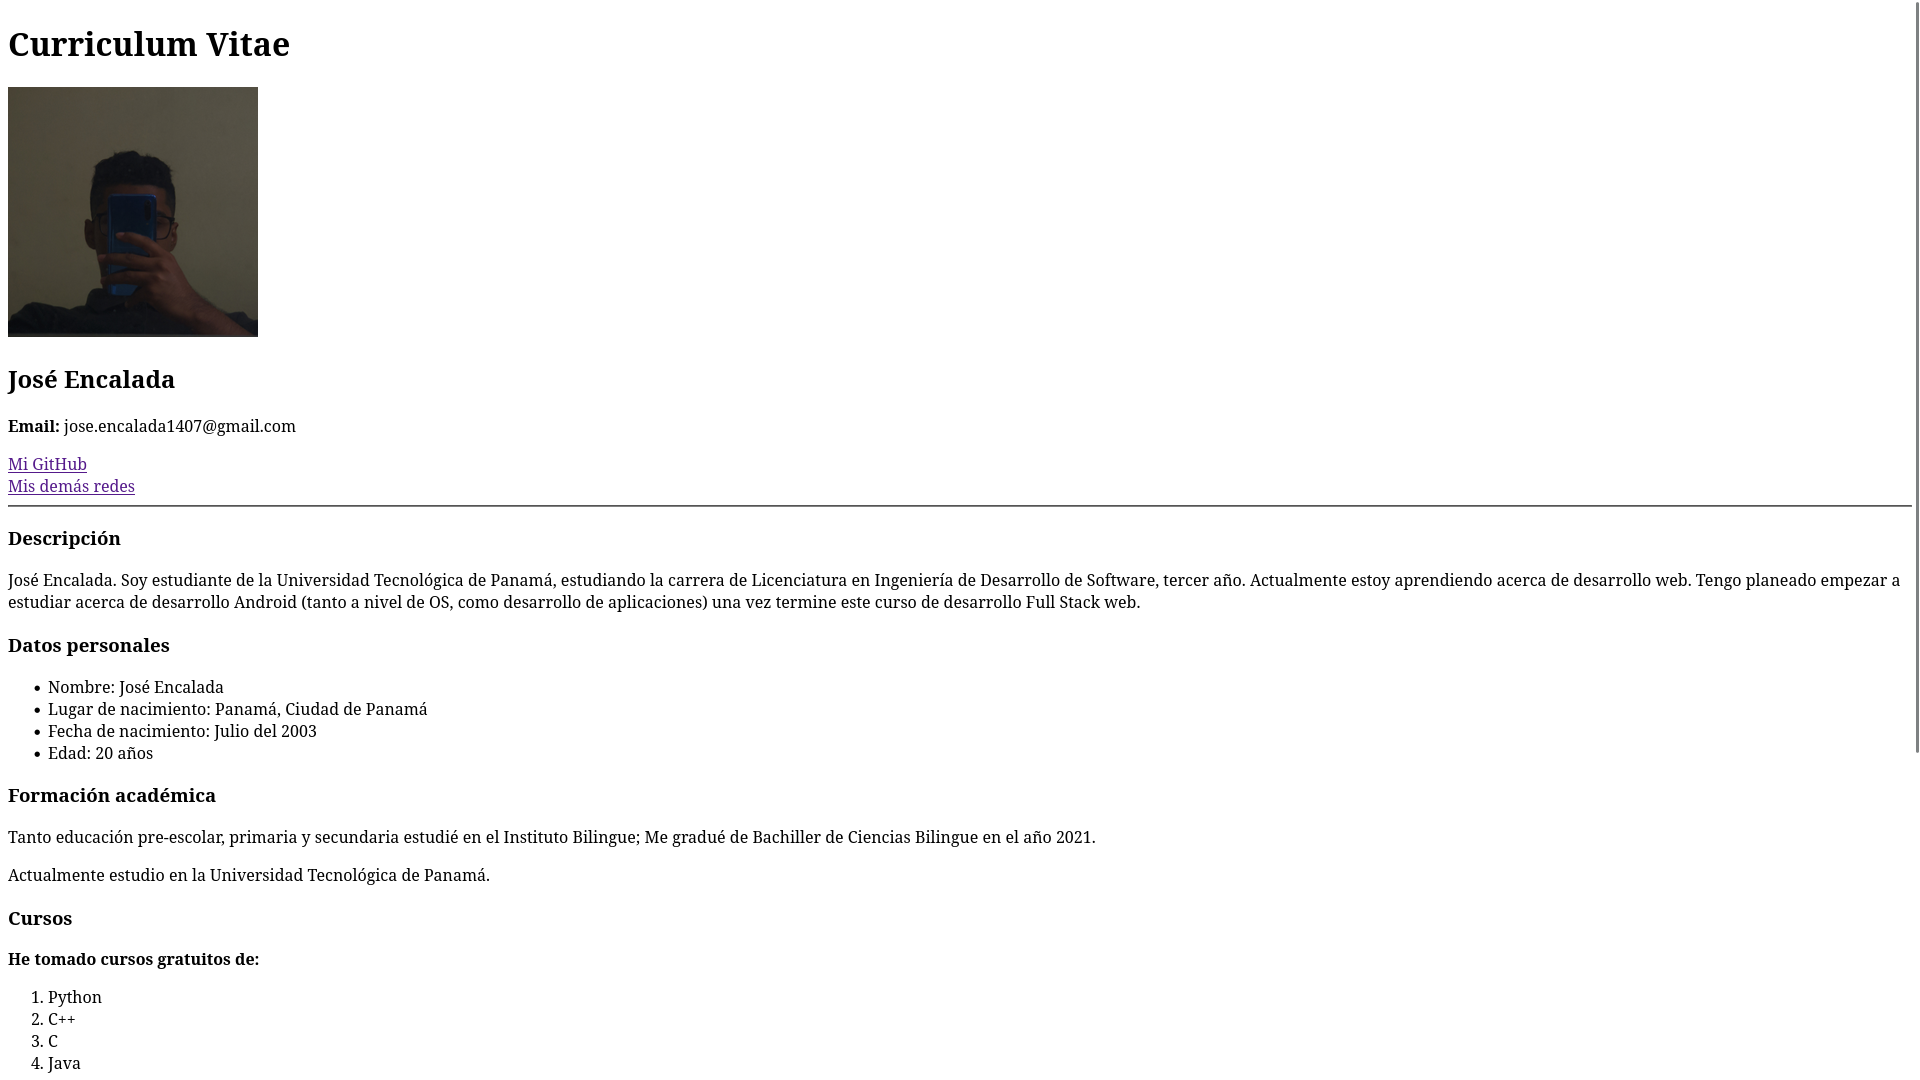 Curriculum Vitae
José Encalada
Email: jose.encalada1407@gmail.com
Mi GitHub
Mis demás redes
Descripción
José Encalada. Soy estudiante de la Universidad Tecnológica de Panamá, estudiando la carrera de Licenciatura en Ingeniería de Desarrollo de Software, tercer año. Actualmente estoy aprendiendo acerca de desarrollo web. Tengo planeado empezar a
estudiar acerca de desarrollo Android (tanto a nivel de OS, como desarrollo de aplicaciones) una vez termine este curso de desarrollo Full Stack web.
Datos personales
• Nombre: José Encalada
• Lugar de nacimiento: Panamá, Ciudad de Panamá
• Fecha de nacimiento: Julio del 2003
• Edad: 20 años
Formación académica
Tanto educación pre-escolar, primaria y secundaria estudié en el Instituto Bilingue; Me gradué de Bachiller de Ciencias Bilingue en el año 2021.
Actualmente estudio en la Universidad Tecnológica de Panamá.
Cursos
He tomado cursos gratuitos de:
1. Python
2. C++
3. C
4. Java